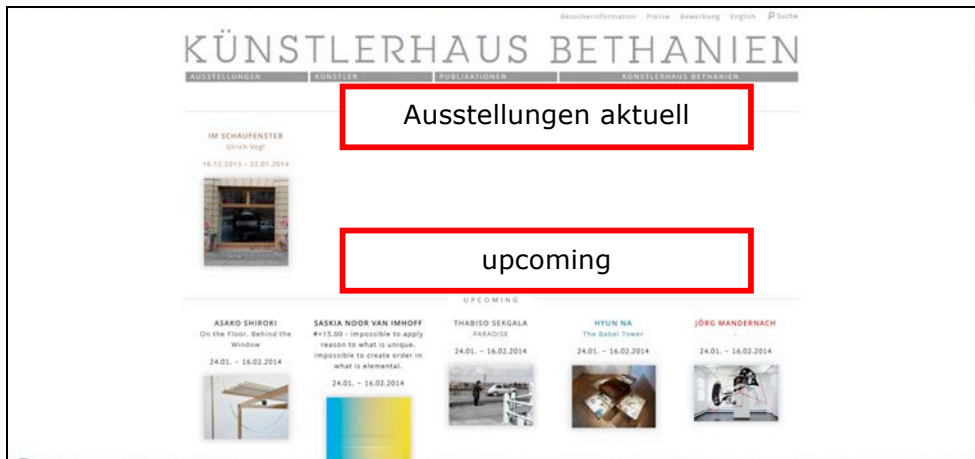 Besucherinformation Presse Bewerbung English Suche
KÜNSTLERHAUS BETHANIEN
AUSSTELLUNGEN KÜNSTLER PUBLIKATIONEN KÜNSTLERHAUS BETHANIEN
Ausstellungen aktuell
IM SCHAUFENSTER
Ulrich Vogl
16.12.2013 – 22.01.2014
upcoming
UPCOMING
ASAKO SHIROKI
On the Floor, Behind the
Window
24.01. – 16.02.2014
SASKIA NOOR VAN IMHOFF
#+15.00 - Impossible to apply
reason to what is unique.
Impossible to create order in
what is elemental.
24.01. – 16.02.2014
THABISO SEKGALA
PARADISE
24.01. – 16.02.2014
HYUN NA
The Babel Tower
24.01. – 16.02.2014
JÖRG MANDERNACH
-
24.01. – 16.02.2014